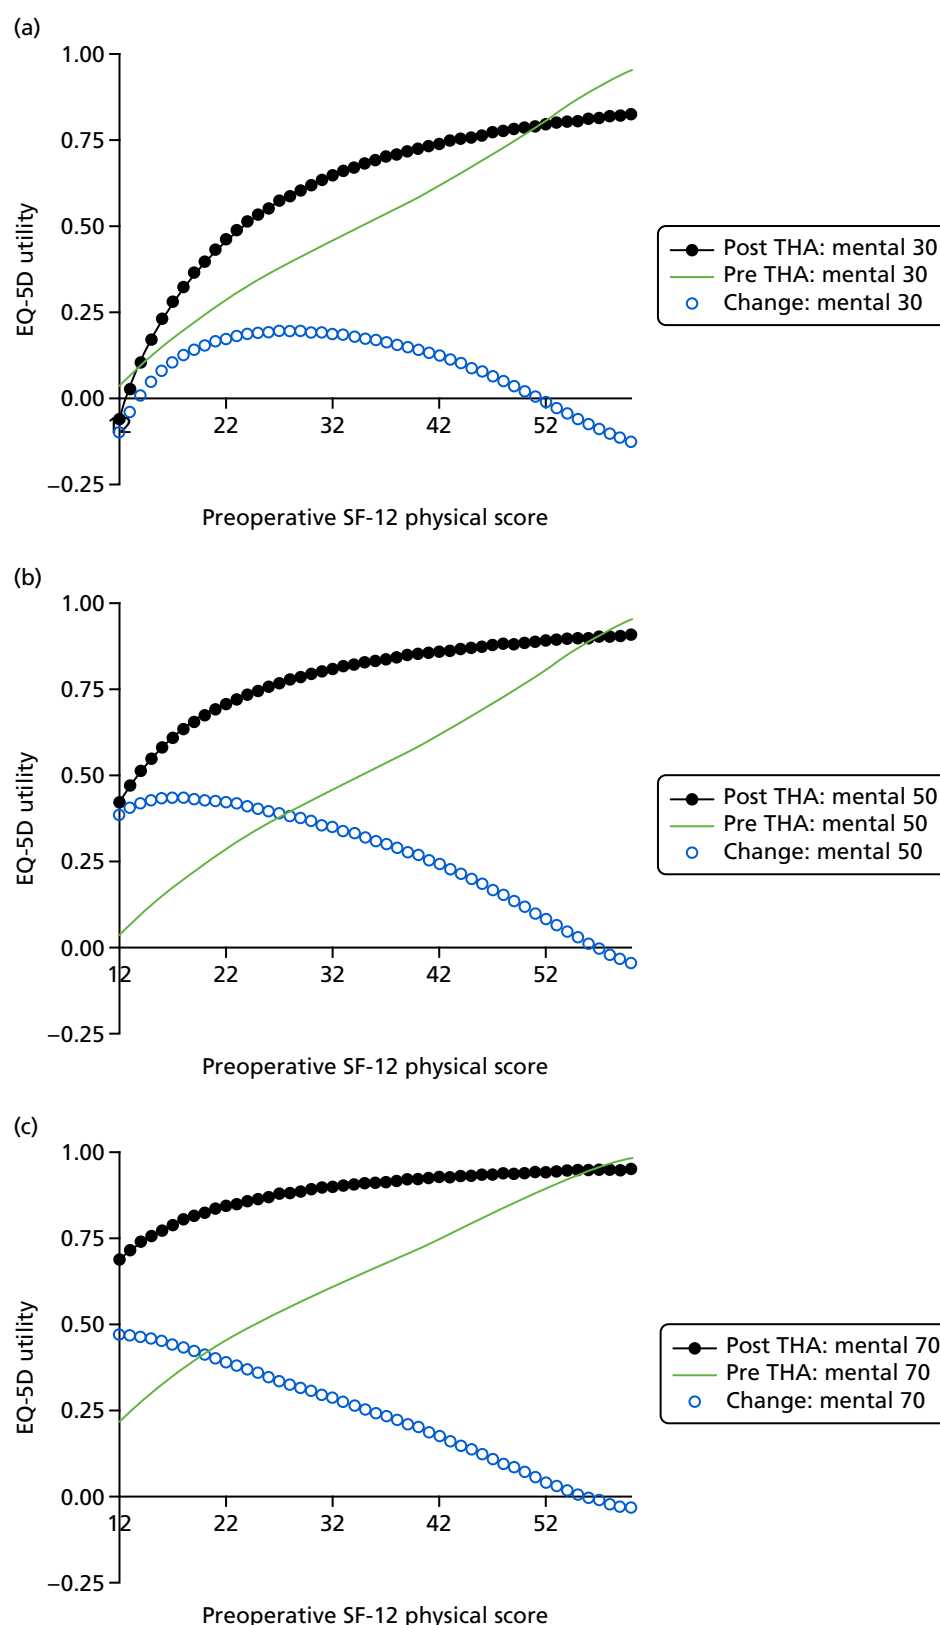 (a)
1.00
0.75
0.50
0.25
0.00
−0.25
12
22
32
42
52
EQ-5D utility
Preoperative SF-12 physical score
Post THA: mental 30
Pre THA: mental 30
Change: mental 30
(b)
1.00
0.75
0.50
0.25
0.00
−0.25
12
22
32
42
52
EQ-5D utility
Preoperative SF-12 physical score
Post THA: mental 50
Pre THA: mental 50
Change: mental 50
(c)
1.00
0.75
0.50
0.25
0.00
−0.25
12
22
32
42
52
EQ-5D utility
Preoperative SF-12 physical score
Post THA: mental 70
Pre THA: mental 70
Change: mental 70